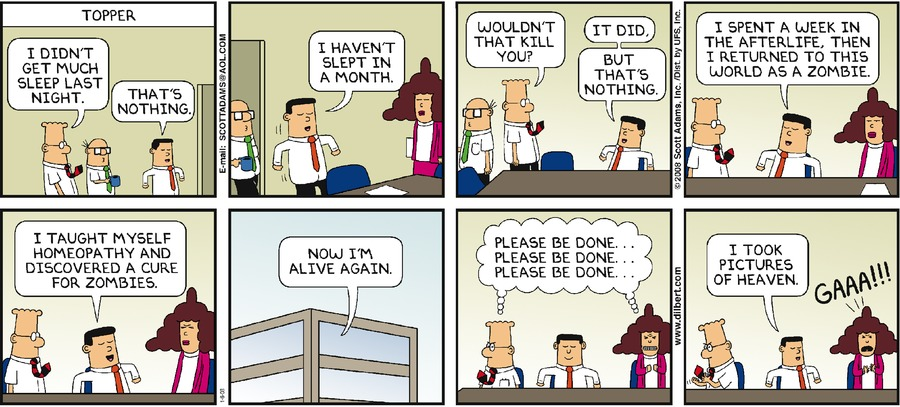 TOPPER
I DIDN'T
GET MUCH
SLEEP LAST
NIGHT.
THAT'S
NOTHING.
E-mail: SCOTTADAMS@AOL.COM
I HAVEN'T
SLEPT IN
A MONTH.
WOULDN'T
THAT KILL
YOU?
IT DID,
BUT
THAT'S
NOTHING.
© 2008 Scott Adams, Inc./Dist. by UFS, Inc.
I SPENT A WEEK IN
THE AFTERLIFE, THEN
I RETURNED TO THIS
WORLD AS A ZOMBIE.
I TAUGHT MYSELF
HOMEOPATHY AND
DISCOVERED A CURE
FOR ZOMBIES.
NOW I'M
ALIVE AGAIN.
PLEASE BE DONE...
PLEASE BE DONE...
PLEASE BE DONE...
www.dilbert.com
I TOOK
PICTURES
OF HEAVEN.
GAAA!!!